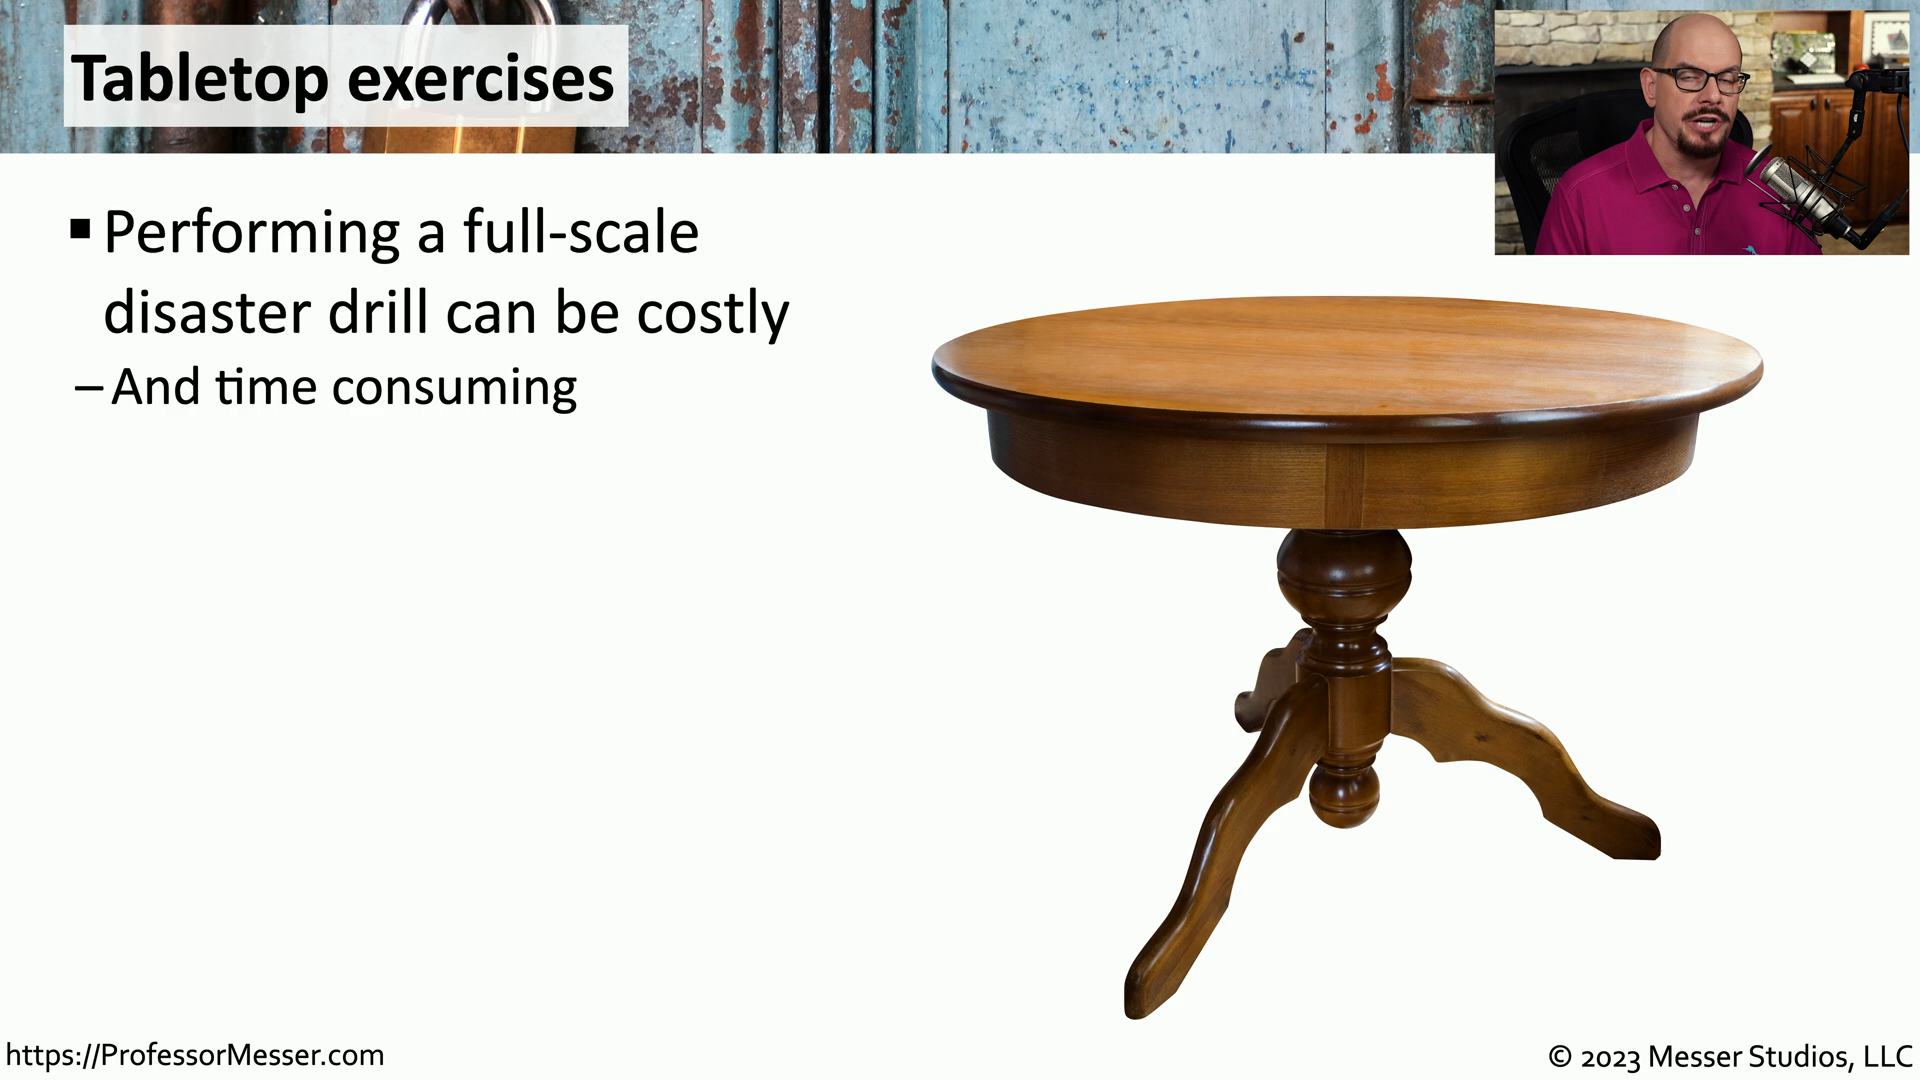 Tabletop exercises
▪ Performing a full-scale
disaster drill can be costly
– And time consuming
https://ProfessorMesser.com
© 2023 Messer Studios, LLC